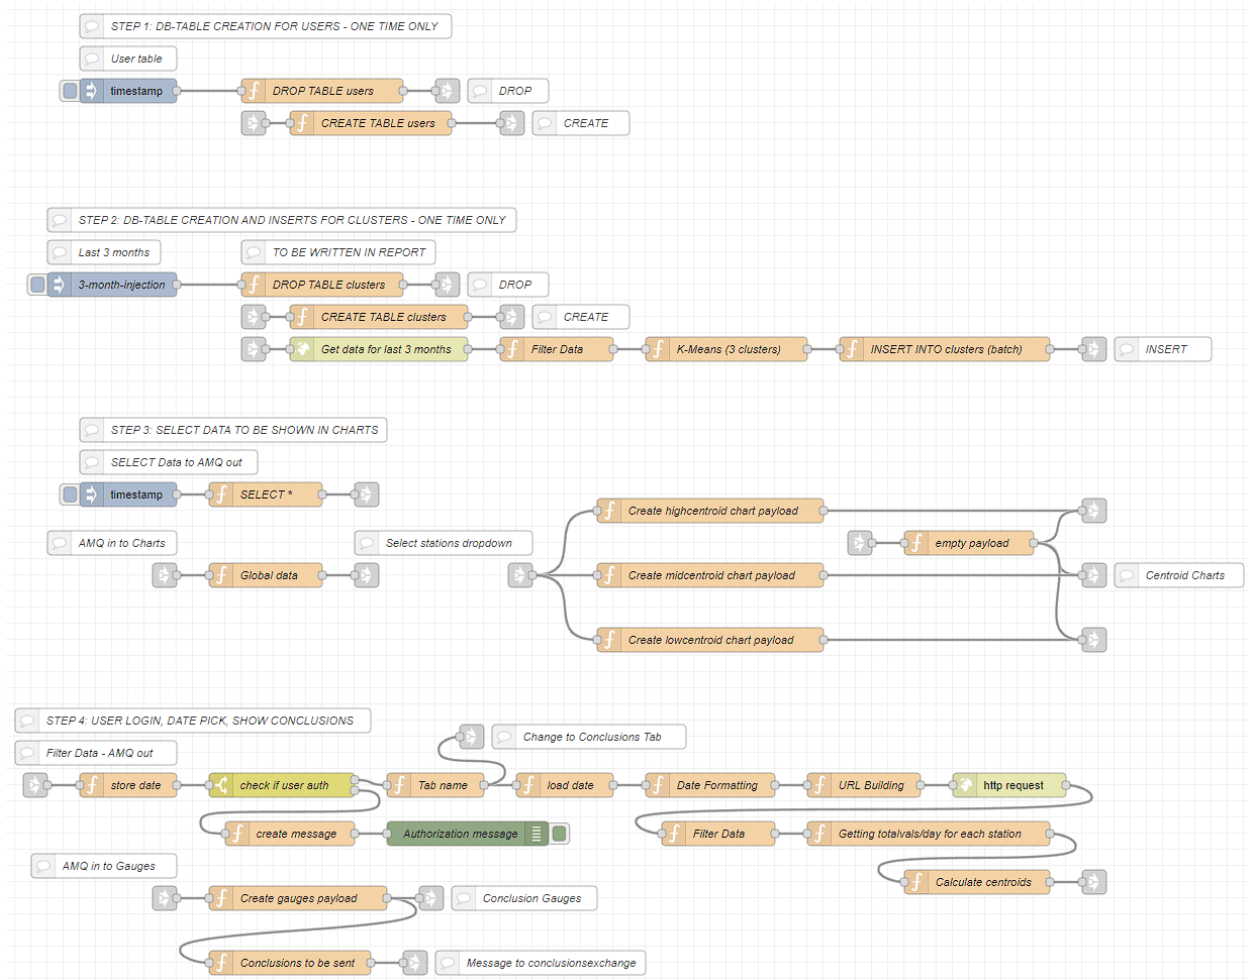 STEP 1: DB-TABLE CREATION FOR USERS - ONE TIME ONLY
User table
timestamp
DROP TABLE users
DROP
CREATE TABLE users
CREATE
STEP 2: DB-TABLE CREATION AND INSERTS FOR CLUSTERS - ONE TIME ONLY
Last 3 months
TO BE WRITTEN IN REPORT
3-month-injection
DROP TABLE clusters
DROP
CREATE TABLE clusters
CREATE
Get data for last 3 months
Filter Data
K-Means (3 clusters)
INSERT INTO clusters (batch)
INSERT
STEP 3: SELECT DATA TO BE SHOWN IN CHARTS
SELECT Data to AMQ out
timestamp
SELECT *
Create highcentroid chart payload
AMQ in to Charts
Select stations dropdown
empty payload
Global data
Create midcentroid chart payload
Centroid Charts
Create lowcentroid chart payload
STEP 4: USER LOGIN, DATE PICK, SHOW CONCLUSIONS
Change to Conclusions Tab
Filter Data - AMQ out
store date
check if user auth
Tab name
load date
Date Formatting
URL Building
http request
create message
Authorization message
Filter Data
Getting totalvals/day for each station
AMQ in to Gauges
Calculate centroids
Create gauges payload
Conclusion Gauges
Conclusions to be sent
Message to conclusionsexchange